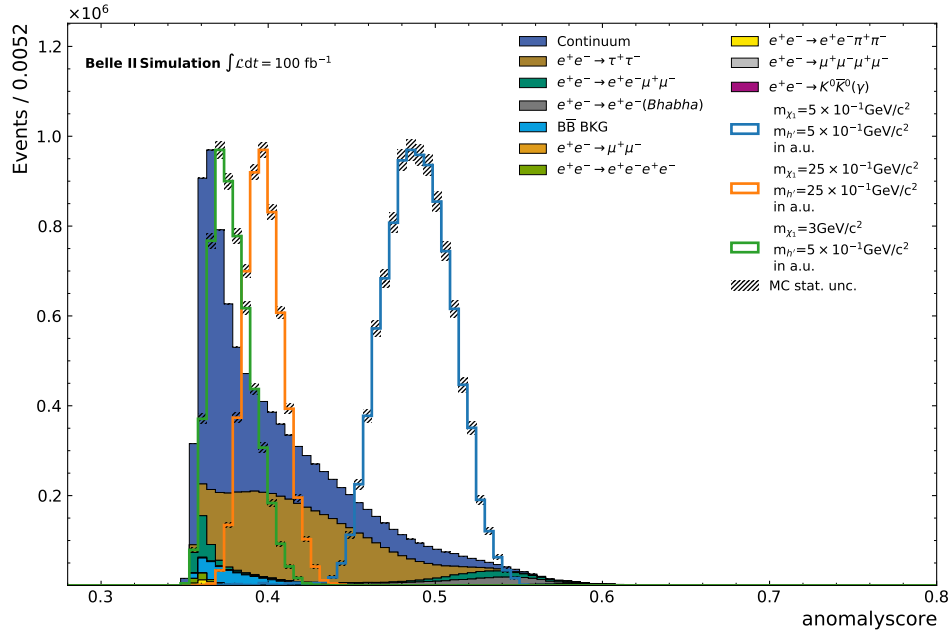 ×10⁶
Events / 0.0052
1.2
1.0
0.8
0.6
0.4
0.2
Belle II Simulation ∫ℒdt = 100 fb⁻¹
Continuum
e⁺e⁻→τ⁺τ⁻
e⁺e⁻→e⁺e⁻μ⁺μ⁻
e⁺e⁻→e⁺e⁻(Bhabha)
BB̅ BKG
e⁺e⁻→μ⁺μ⁻
e⁺e⁻→e⁺e⁻e⁺e⁻
e⁺e⁻→e⁺e⁻π⁺π⁻
e⁺e⁻→μ⁺μ⁻μ⁺μ⁻
e⁺e⁻→K⁰K̅⁰(γ)
m_χ₁=5×10⁻¹GeV/c2
m_h′=5×10⁻¹GeV/c2
in a.u.
m_χ₁=25×10⁻¹GeV/c2
m_h′=25×10⁻¹GeV/c2
in a.u.
m_χ₁=3GeV/c2
m_h′=5×10⁻¹GeV/c2
in a.u.
MC stat. unc.
0.3
0.4
0.5
0.6
0.7
0.8
anomalyscore